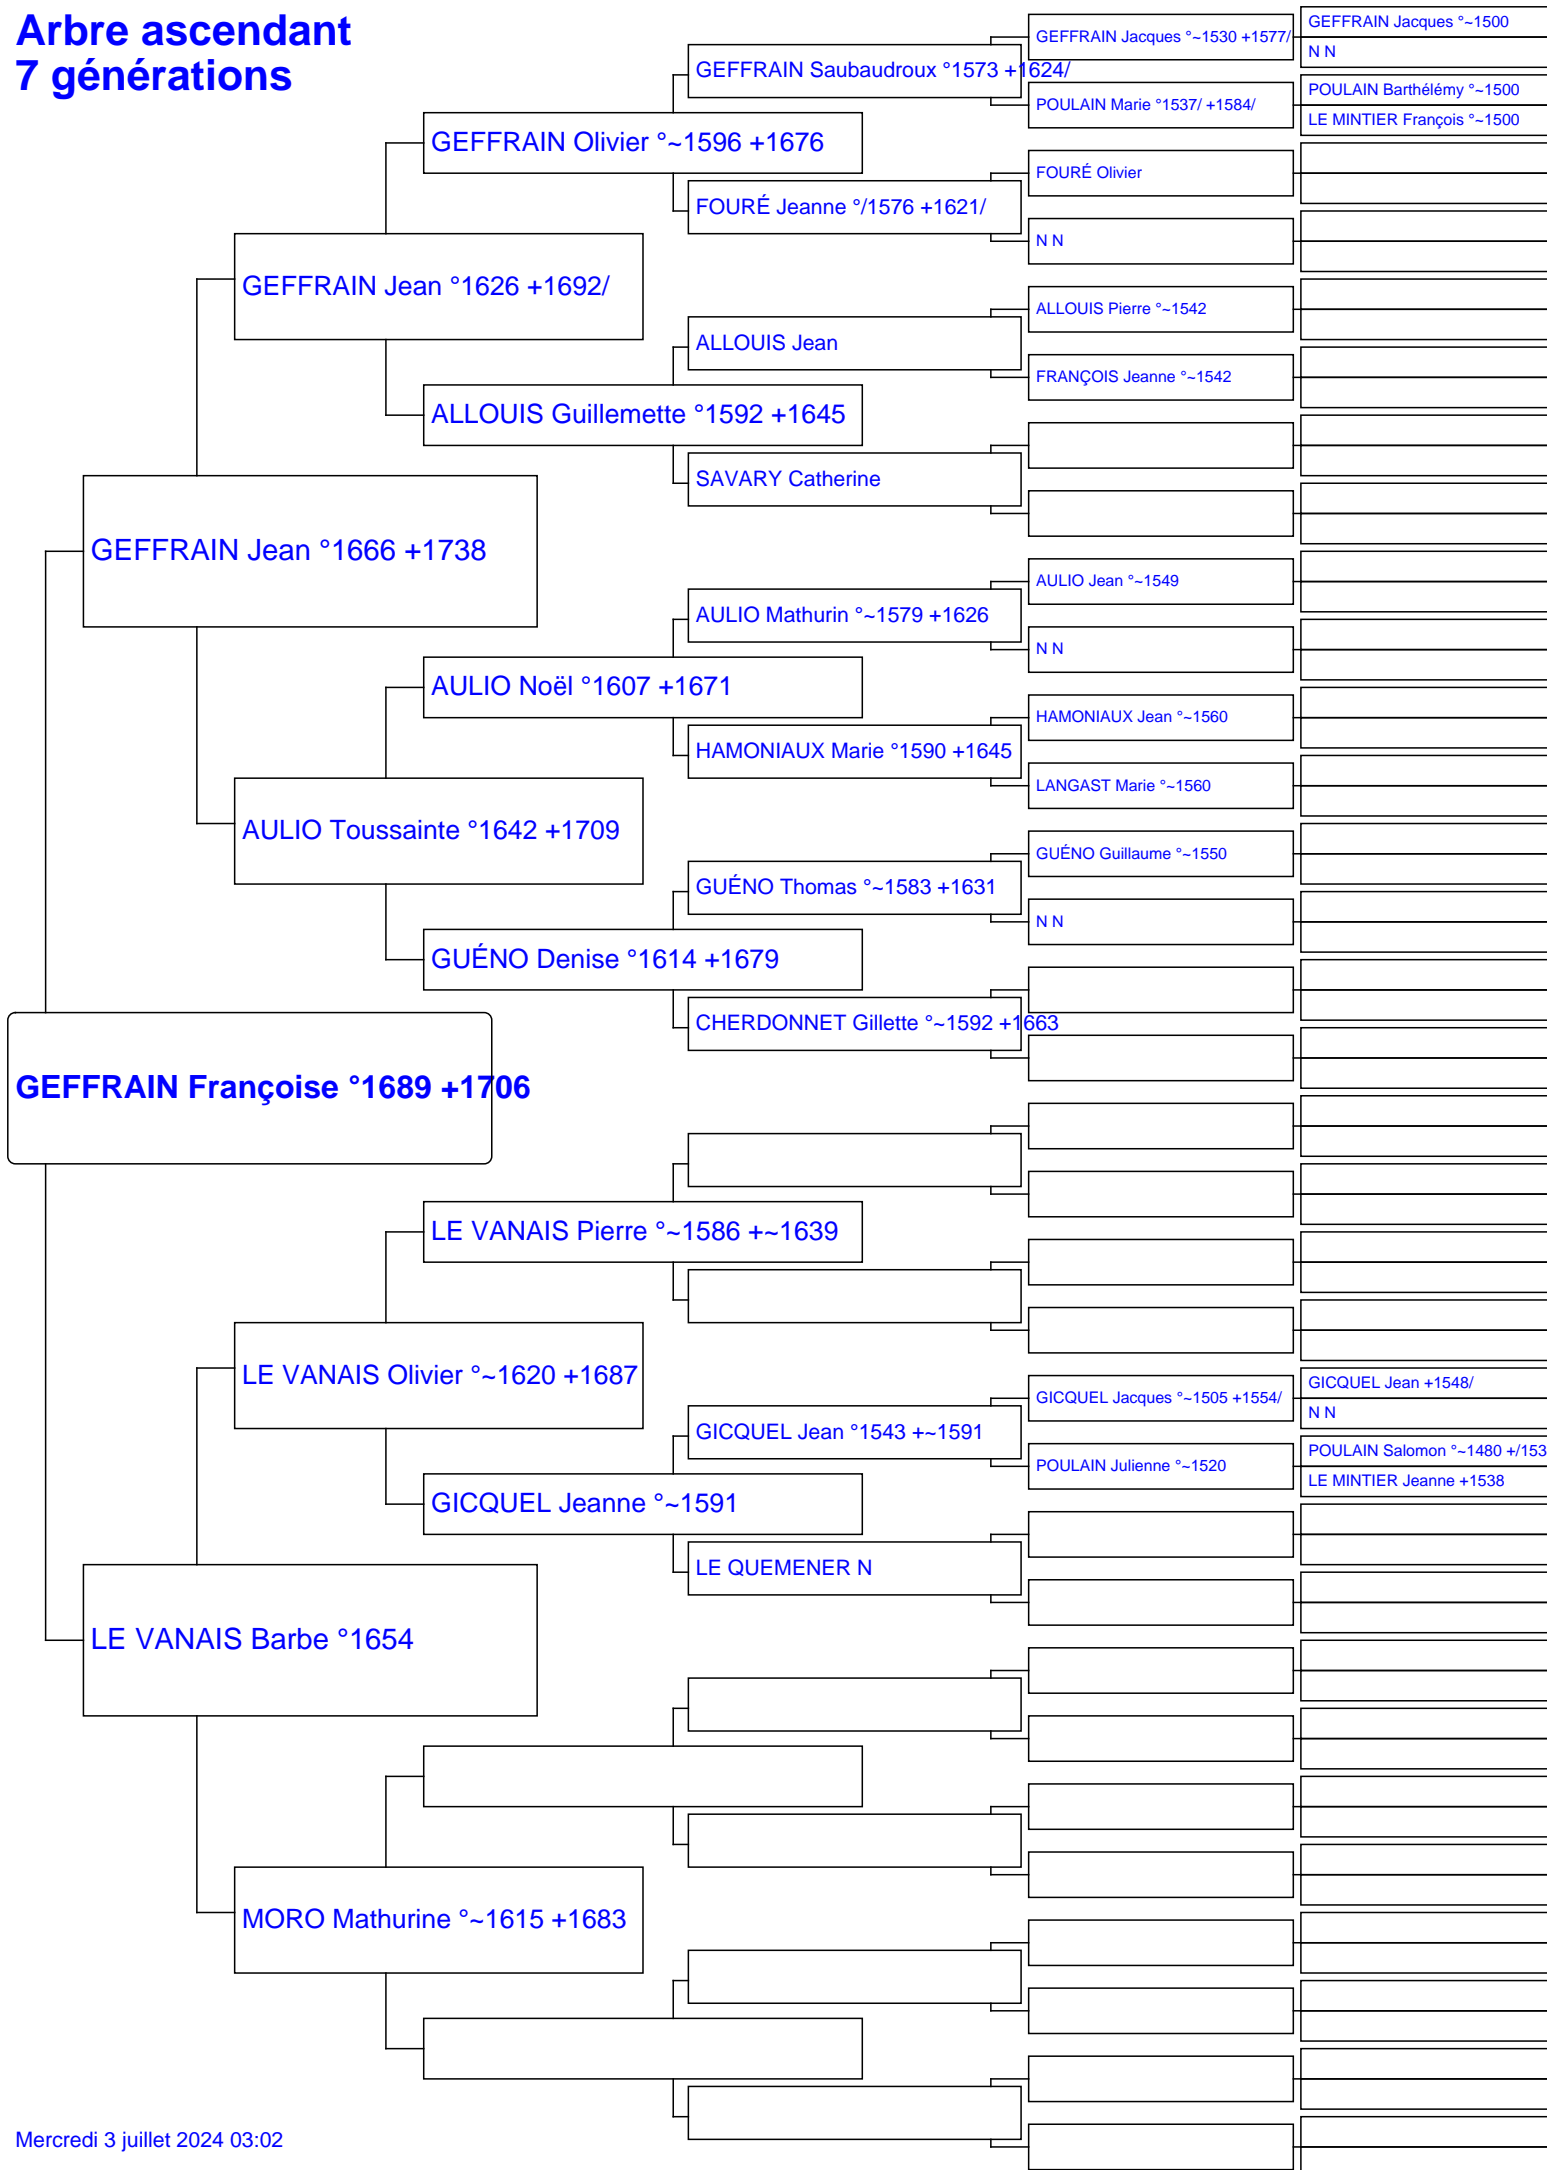 Arbre ascendant
7 générations
GEFFRAIN Françoise °1689 +1706
GEFFRAIN Jean °1666 +1738
LE VANAIS Barbe °1654
GEFFRAIN Jean °1626 +1692/
AULIO Toussainte °1642 +1709
LE VANAIS Olivier °~1620 +1687
MORO Mathurine °~1615 +1683
GEFFRAIN Olivier °~1596 +1676
ALLOUIS Guillemette °1592 +1645
AULIO Noël °1607 +1671
GUÉNO Denise °1614 +1679
LE VANAIS Pierre °~1586 +~1639
GICQUEL Jeanne °~1591
GEFFRAIN Saubaudroux °1573 +1624/
FOURÉ Jeanne °/1576 +1621/
ALLOUIS Jean
SAVARY Catherine
AULIO Mathurin °~1579 +1626
HAMONIAUX Marie °1590 +1645
GUÉNO Thomas °~1583 +1631
CHERDONNET Gillette °~1592 +1663
GICQUEL Jean °1543 +~1591
LE QUEMENER N
GEFFRAIN Jacques °~1530 +1577/
POULAIN Marie °1537/ +1584/
FOURÉ Olivier
N N
ALLOUIS Pierre °~1542
FRANÇOIS Jeanne °~1542
AULIO Jean °~1549
N N
HAMONIAUX Jean °~1560
LANGAST Marie °~1560
GUÉNO Guillaume °~1550
N N
GICQUEL Jacques °~1505 +1554/
POULAIN Julienne °~1520
GEFFRAIN Jacques °~1500
N N
POULAIN Barthélémy °~1500
LE MINTIER François °~1500
GICQUEL Jean +1548/
N N
POULAIN Salomon °~1480 +/153
LE MINTIER Jeanne +1538
Mercredi 3 juillet 2024 03:02